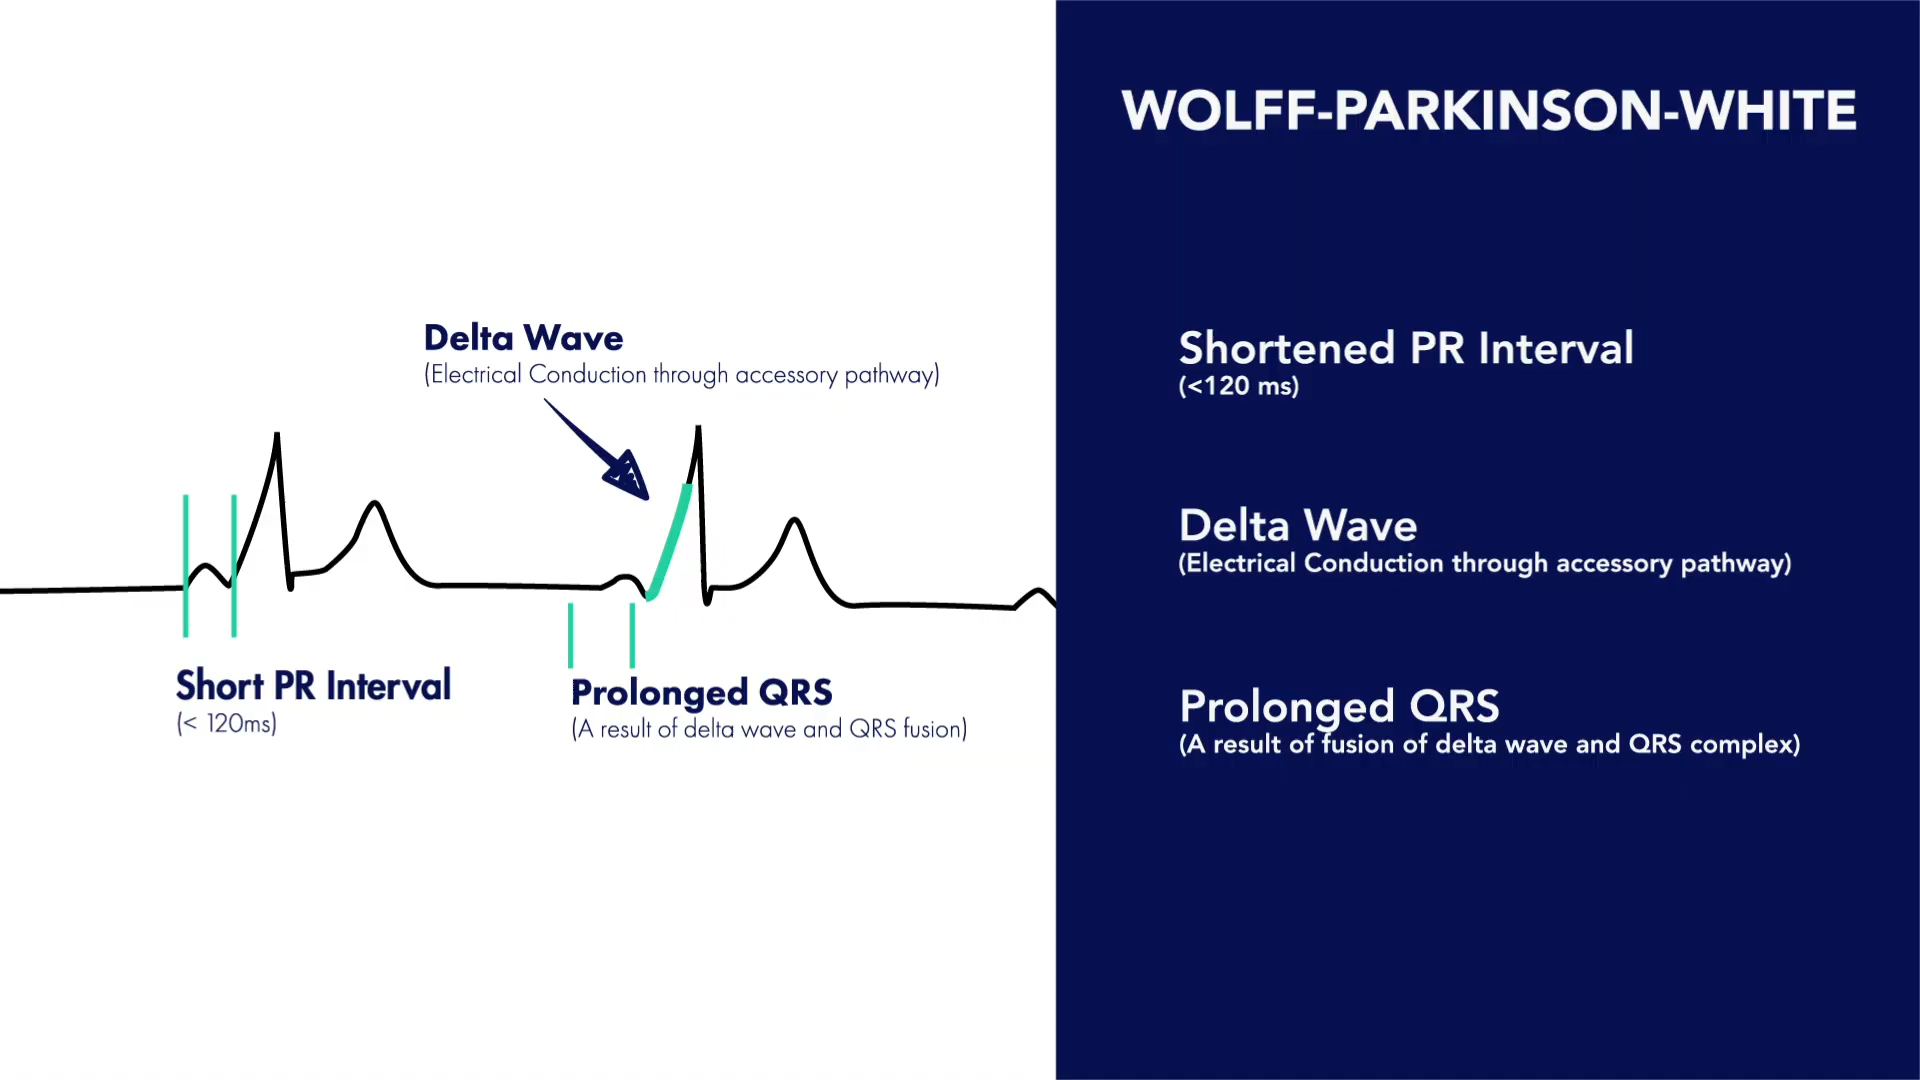 Delta Wave
(Electrical Conduction through accessory pathway)
Short PR Interval
(< 120ms)
Prolonged QRS
(A result of delta wave and QRS fusion)
WOLFF-PARKINSON-WHITE
Shortened PR Interval
(<120 ms)
Delta Wave
(Electrical Conduction through accessory pathway)
Prolonged QRS
(A result of fusion of delta wave and QRS complex)